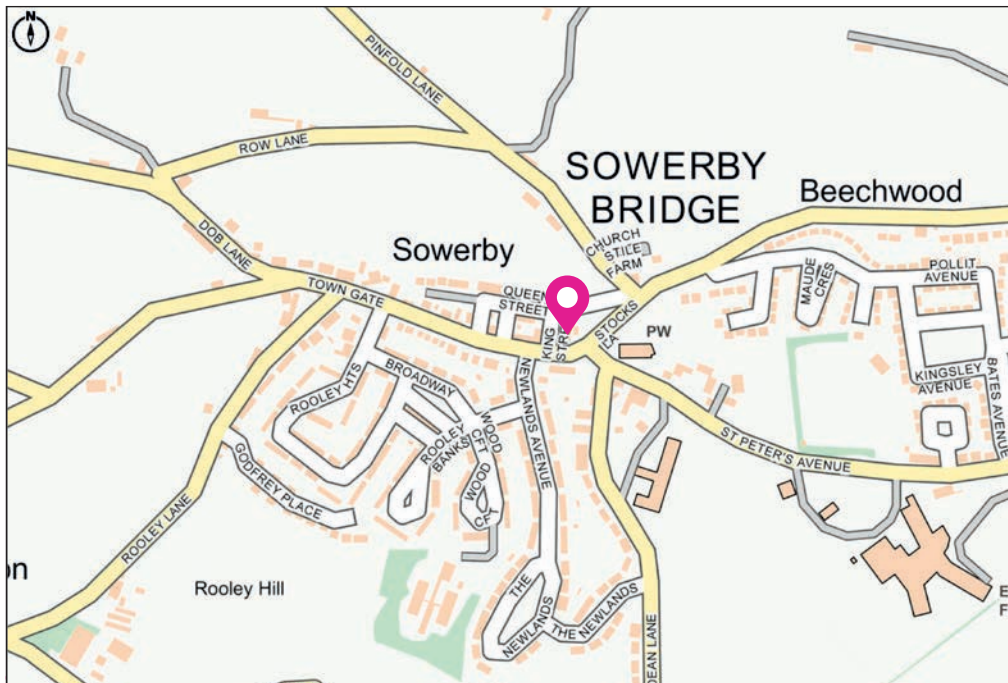 N
PINFOLD LANE
ROW LANE
SOWERBY
BRIDGE
Beechwood
DOB LANE
Sowerby
CHURCH
STILE
FARM
MAUDE
CRES
POLLIT
AVENUE
TOWN GATE
QUEEN
STREET
KING
STRE
STOCKS
LA
PW
KINGSLEY
AVENUE
BATES AVENUE
ROOLEY HTS
BROADWAY
NEWLANDS AVENUE
WOOD
CFT
ROOLEY
BANKS
WOOD
CFT
ST PETER'S AVENUE
GODFREY PLACE
ROOLEY LANE
on
Rooley Hill
THE
NEWLANDS
THE NEWLANDS
DEAN LANE
E
F